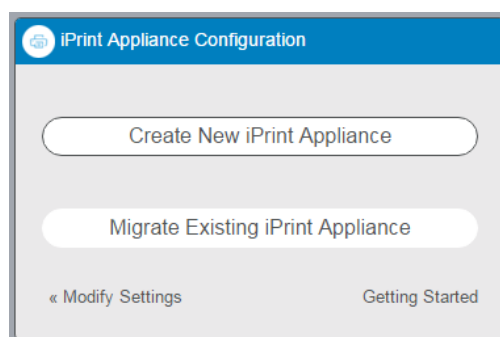 iPrint Appliance Configuration
Create New iPrint Appliance
Migrate Existing iPrint Appliance
« Modify Settings Getting Started